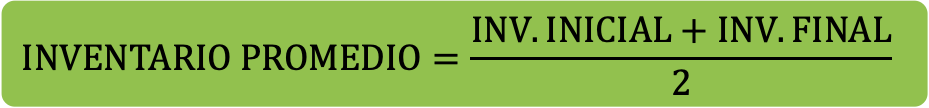 INV. INICIAL + INV. FINAL
INVENTARIO PROMEDIO =
2